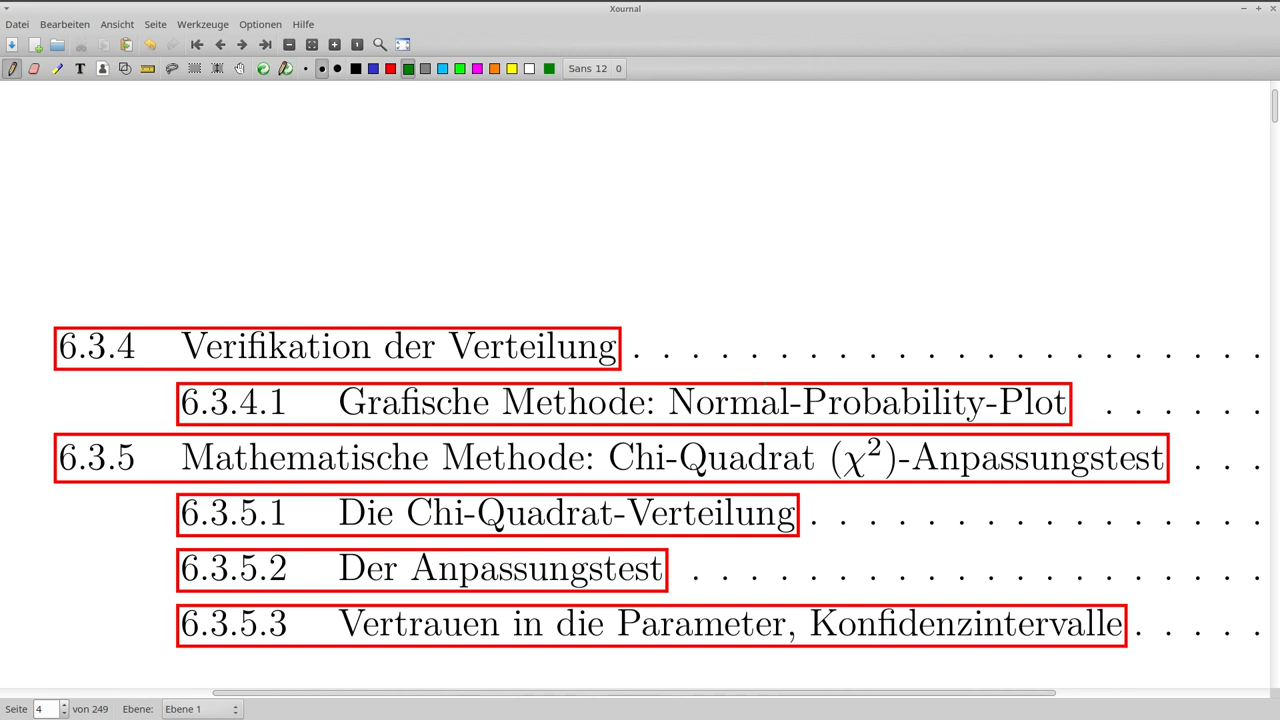 Xournal
Datei Bearbeiten Ansicht Seite Werkzeuge Optionen Hilfe
T Sans 12 0
6.3.4 Verifikation der Verteilung . . . . . . . . . . . . . . . . . . . . . .
6.3.4.1 Grafische Methode: Normal-Probability-Plot . . . . . .
6.3.5 Mathematische Methode: Chi-Quadrat (χ²)-Anpassungstest . . .
6.3.5.1 Die Chi-Quadrat-Verteilung . . . . . . . . . . . . . . . .
6.3.5.2 Der Anpassungstest . . . . . . . . . . . . . . . . . . . .
6.3.5.3 Vertrauen in die Parameter, Konfidenzintervalle . . . . .
Seite 4 von 249 Ebene: Ebene 1